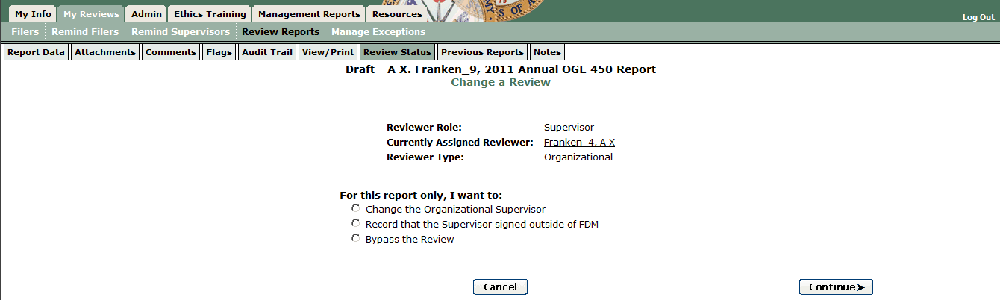 My Info My Reviews Admin Ethics Training Management Reports Resources
Log Out
Filers Remind Filers Remind Supervisors Review Reports Manage Exceptions
Report Data Attachments Comments Flags Audit Trail View/Print Review Status Previous Reports Notes
Draft - A X. Franken_9, 2011 Annual OGE 450 Report
Change a Review
Reviewer Role: Supervisor
Currently Assigned Reviewer: Franken_4, A X
Reviewer Type: Organizational
For this report only, I want to:
Change the Organizational Supervisor
Record that the Supervisor signed outside of FDM
Bypass the Review
Cancel Continue